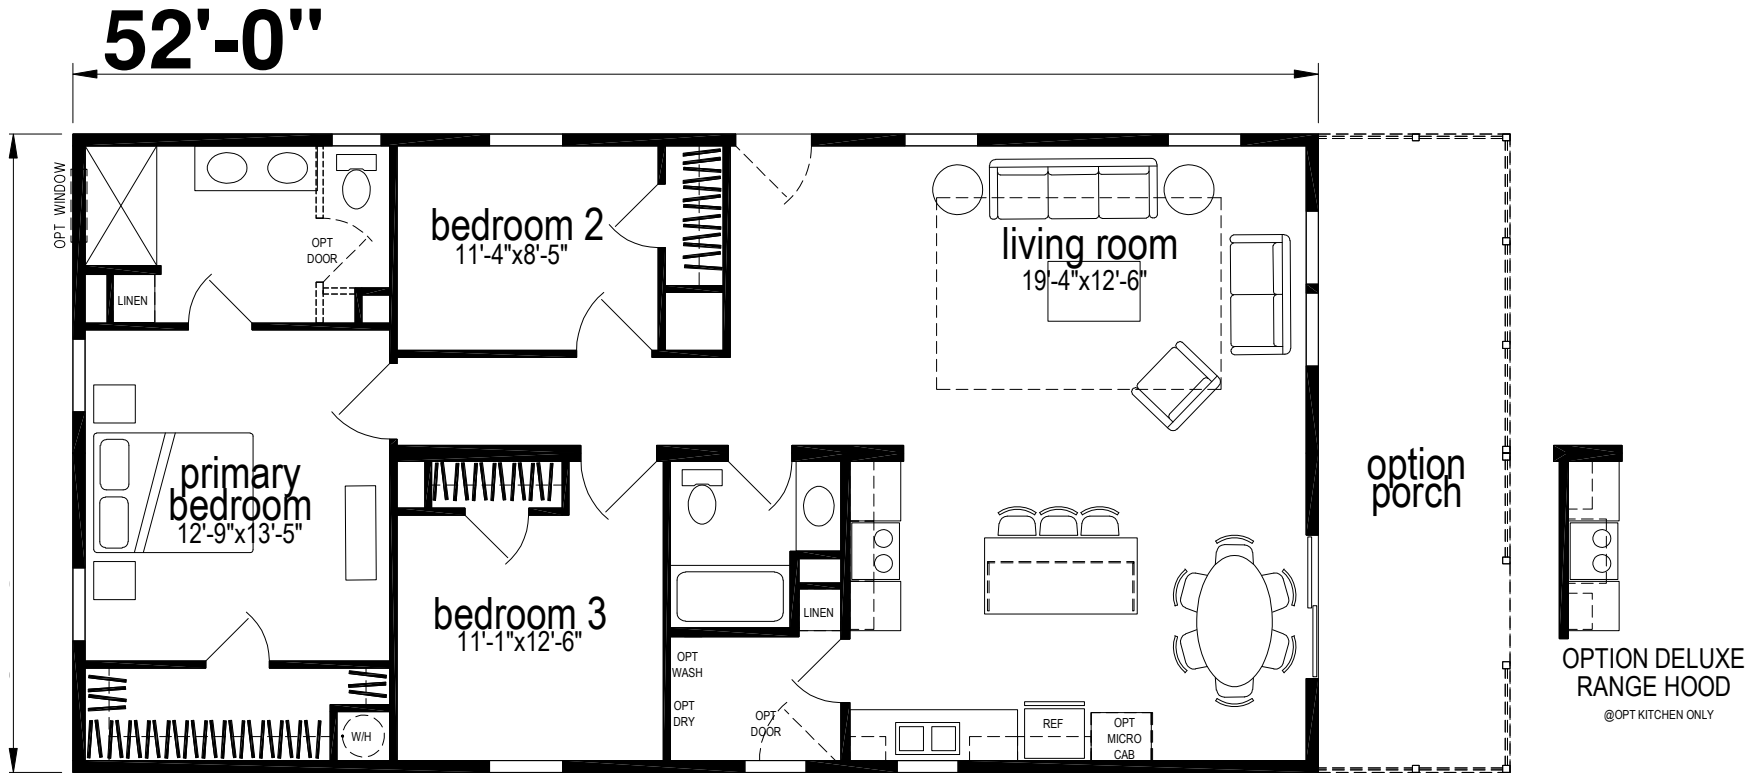 52'-0"
OPT WINDOW
OPT
DOOR
LINEN
bedroom 2
11'-4"x8'-5"
living room
19'-4"x12'-6"
primary
bedroom
12'-9"x13'-5"
option
porch
bedroom 3
11'-1"x12'-6"
LINEN
OPT
WASH
OPT
DRY
OPT
DOOR
W/H
REF
OPT
MICRO
CAB
OPTION DELUXE
RANGE HOOD
@OPT KITCHEN ONLY